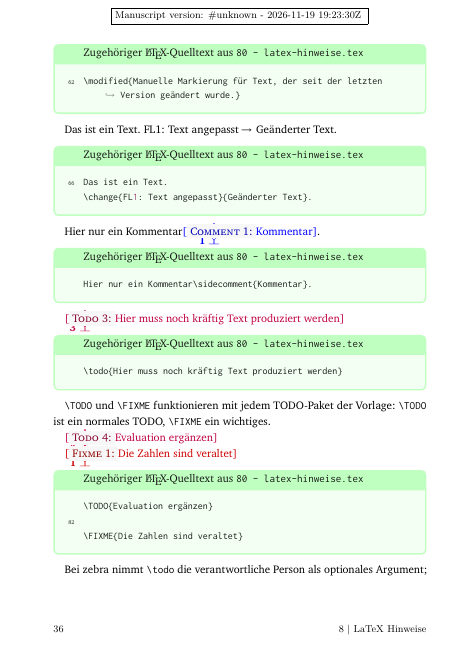 Manuscript version: #unknown - 2026-11-19 19:23:30Z
Zugehöriger LaTeX-Quelltext aus 80 - latex-hinweise.tex
62 \modified{Manuelle Markierung für Text, der seit der letzten
↪ Version geändert wurde.}
Das ist ein Text. FL1: Text angepasst → Geänderter Text.
Zugehöriger LaTeX-Quelltext aus 80 - latex-hinweise.tex
66 Das ist ein Text.
\change{FL1: Text angepasst}{Geänderter Text}.
Hier nur ein Kommentar[ Comment 1: Kommentar].
Zugehöriger LaTeX-Quelltext aus 80 - latex-hinweise.tex
Hier nur ein Kommentar\sidecomment{Kommentar}.
[ Todo 3: Hier muss noch kräftig Text produziert werden]
Zugehöriger LaTeX-Quelltext aus 80 - latex-hinweise.tex
\todo{Hier muss noch kräftig Text produziert werden}
\TODO und \FIXME funktionieren mit jedem TODO-Paket der Vorlage: \TODO
ist ein normales TODO, \FIXME ein wichtiges.
[ Todo 4: Evaluation ergänzen]
[ Fixme 1: Die Zahlen sind veraltet]
Zugehöriger LaTeX-Quelltext aus 80 - latex-hinweise.tex
\TODO{Evaluation ergänzen}
82
\FIXME{Die Zahlen sind veraltet}
Bei zebra nimmt \todo die verantwortliche Person als optionales Argument;
36 8 | LaTeX Hinweise